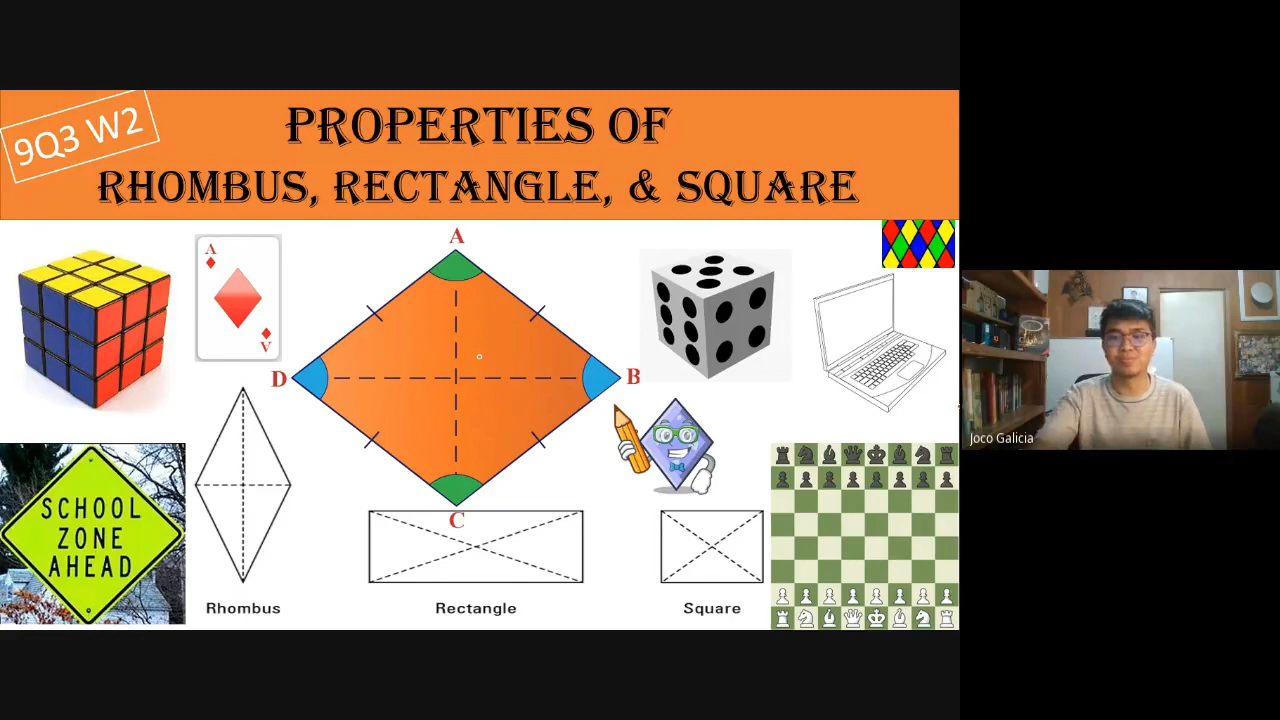 9Q3 W2
PROPERTIES OF
RHOMBUS, RECTANGLE, & SQUARE
A
A
A
D
B
C
SCHOOL
ZONE
AHEAD
Rhombus
Rectangle
Square
Joco Galicia